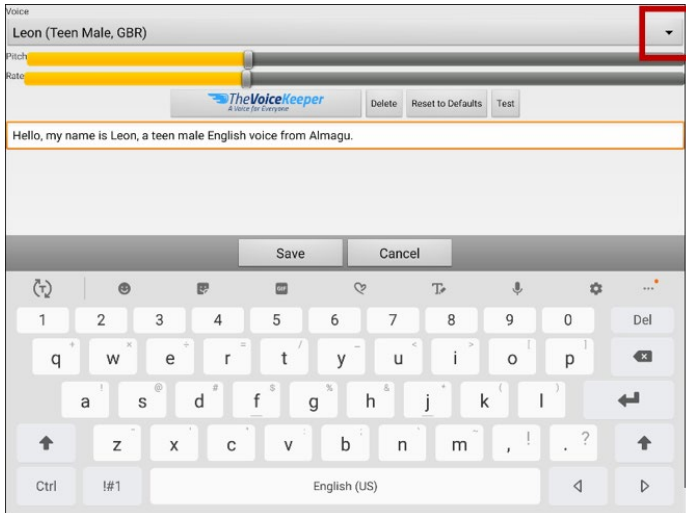 Voice
Leon (Teen Male, GBR)
Pitch
Rate
TheVoiceKeeper
A Voice for Everyone
Delete Reset to Defaults Test
Hello, my name is Leon, a teen male English voice from Almagu.
Save Cancel
GIF
1 2 3 4 5 6 7 8 9 0 Del
q + w × e ÷ r = t / y _ u < i > o [ p ]
a ! s @ d # f $ g % h & j * k ( l )
z - x ' c " v : b ; n , m ~ , ! . ?
Ctrl !#1 English (US)